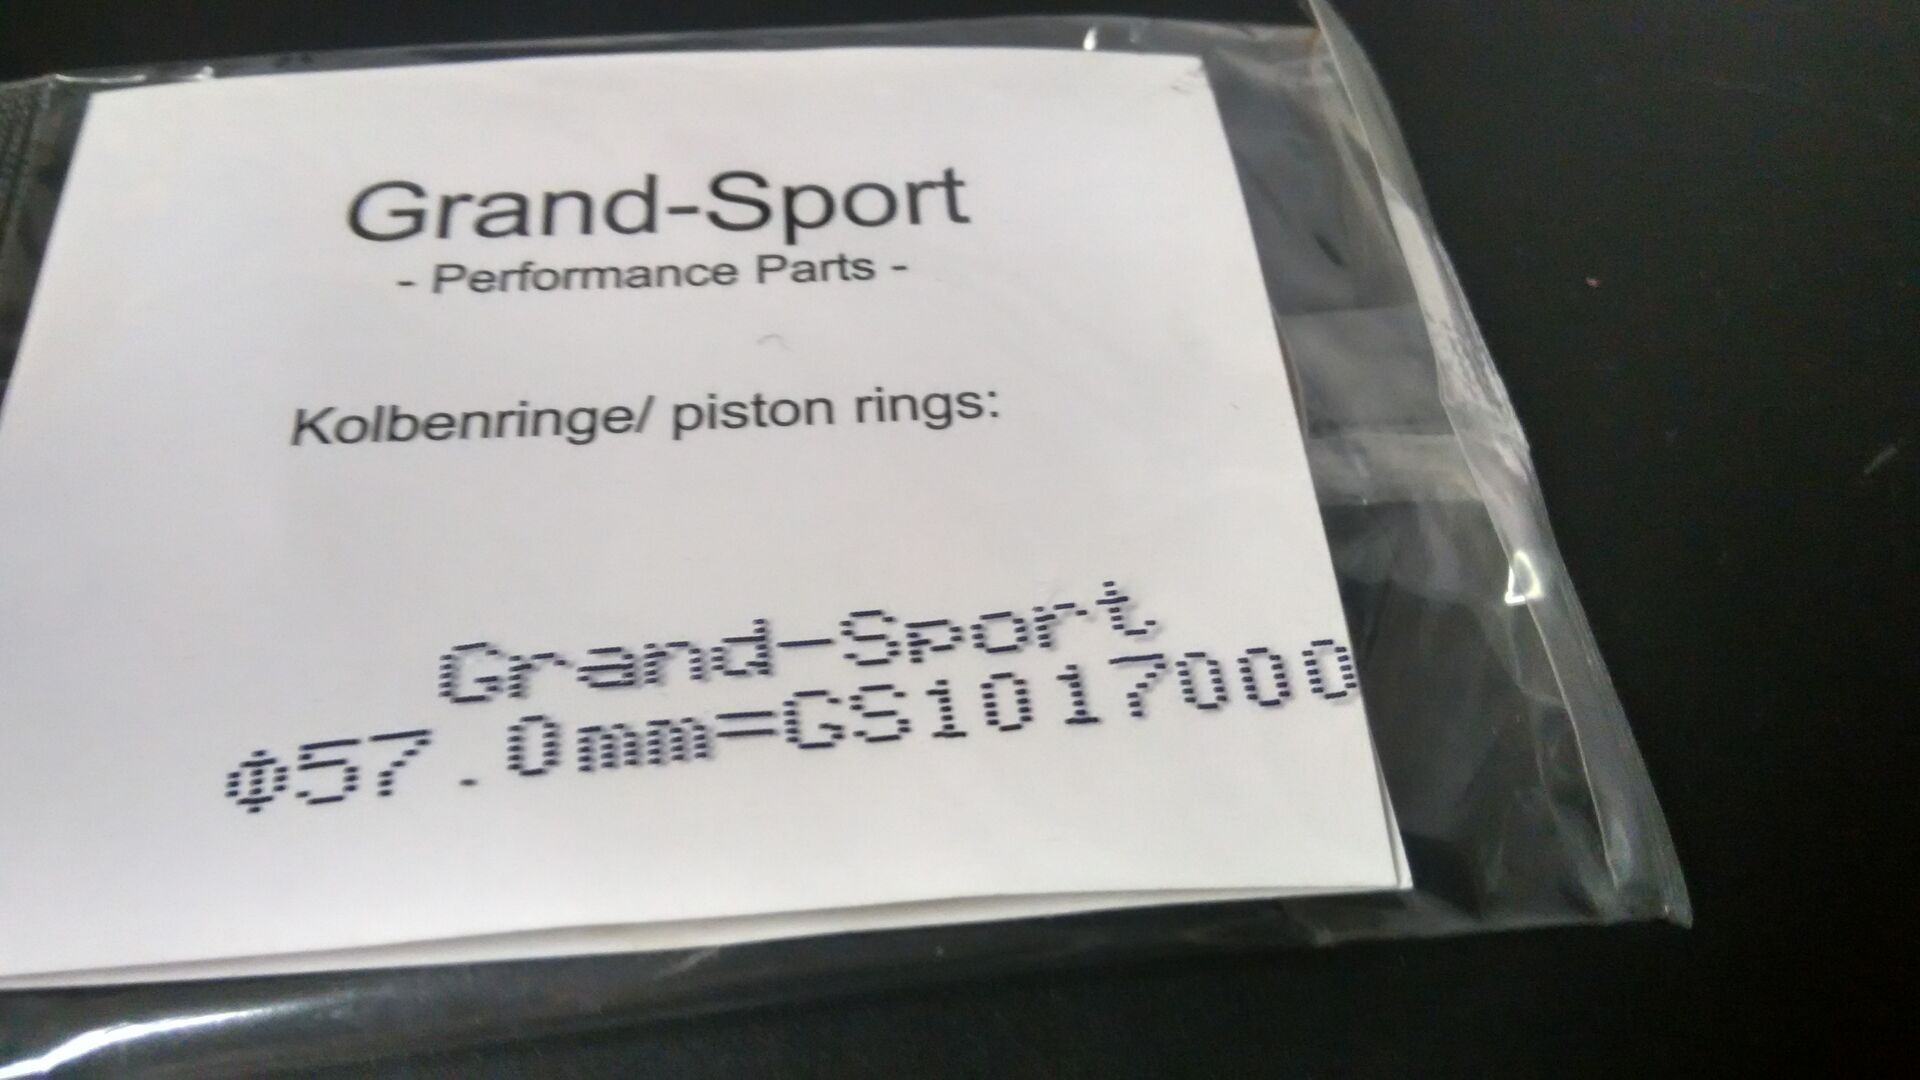 Grand-Sport
- Performance Parts -
Kolbenringe/ piston rings:
Grand-Sport
Φ57.0mm=GS1017000